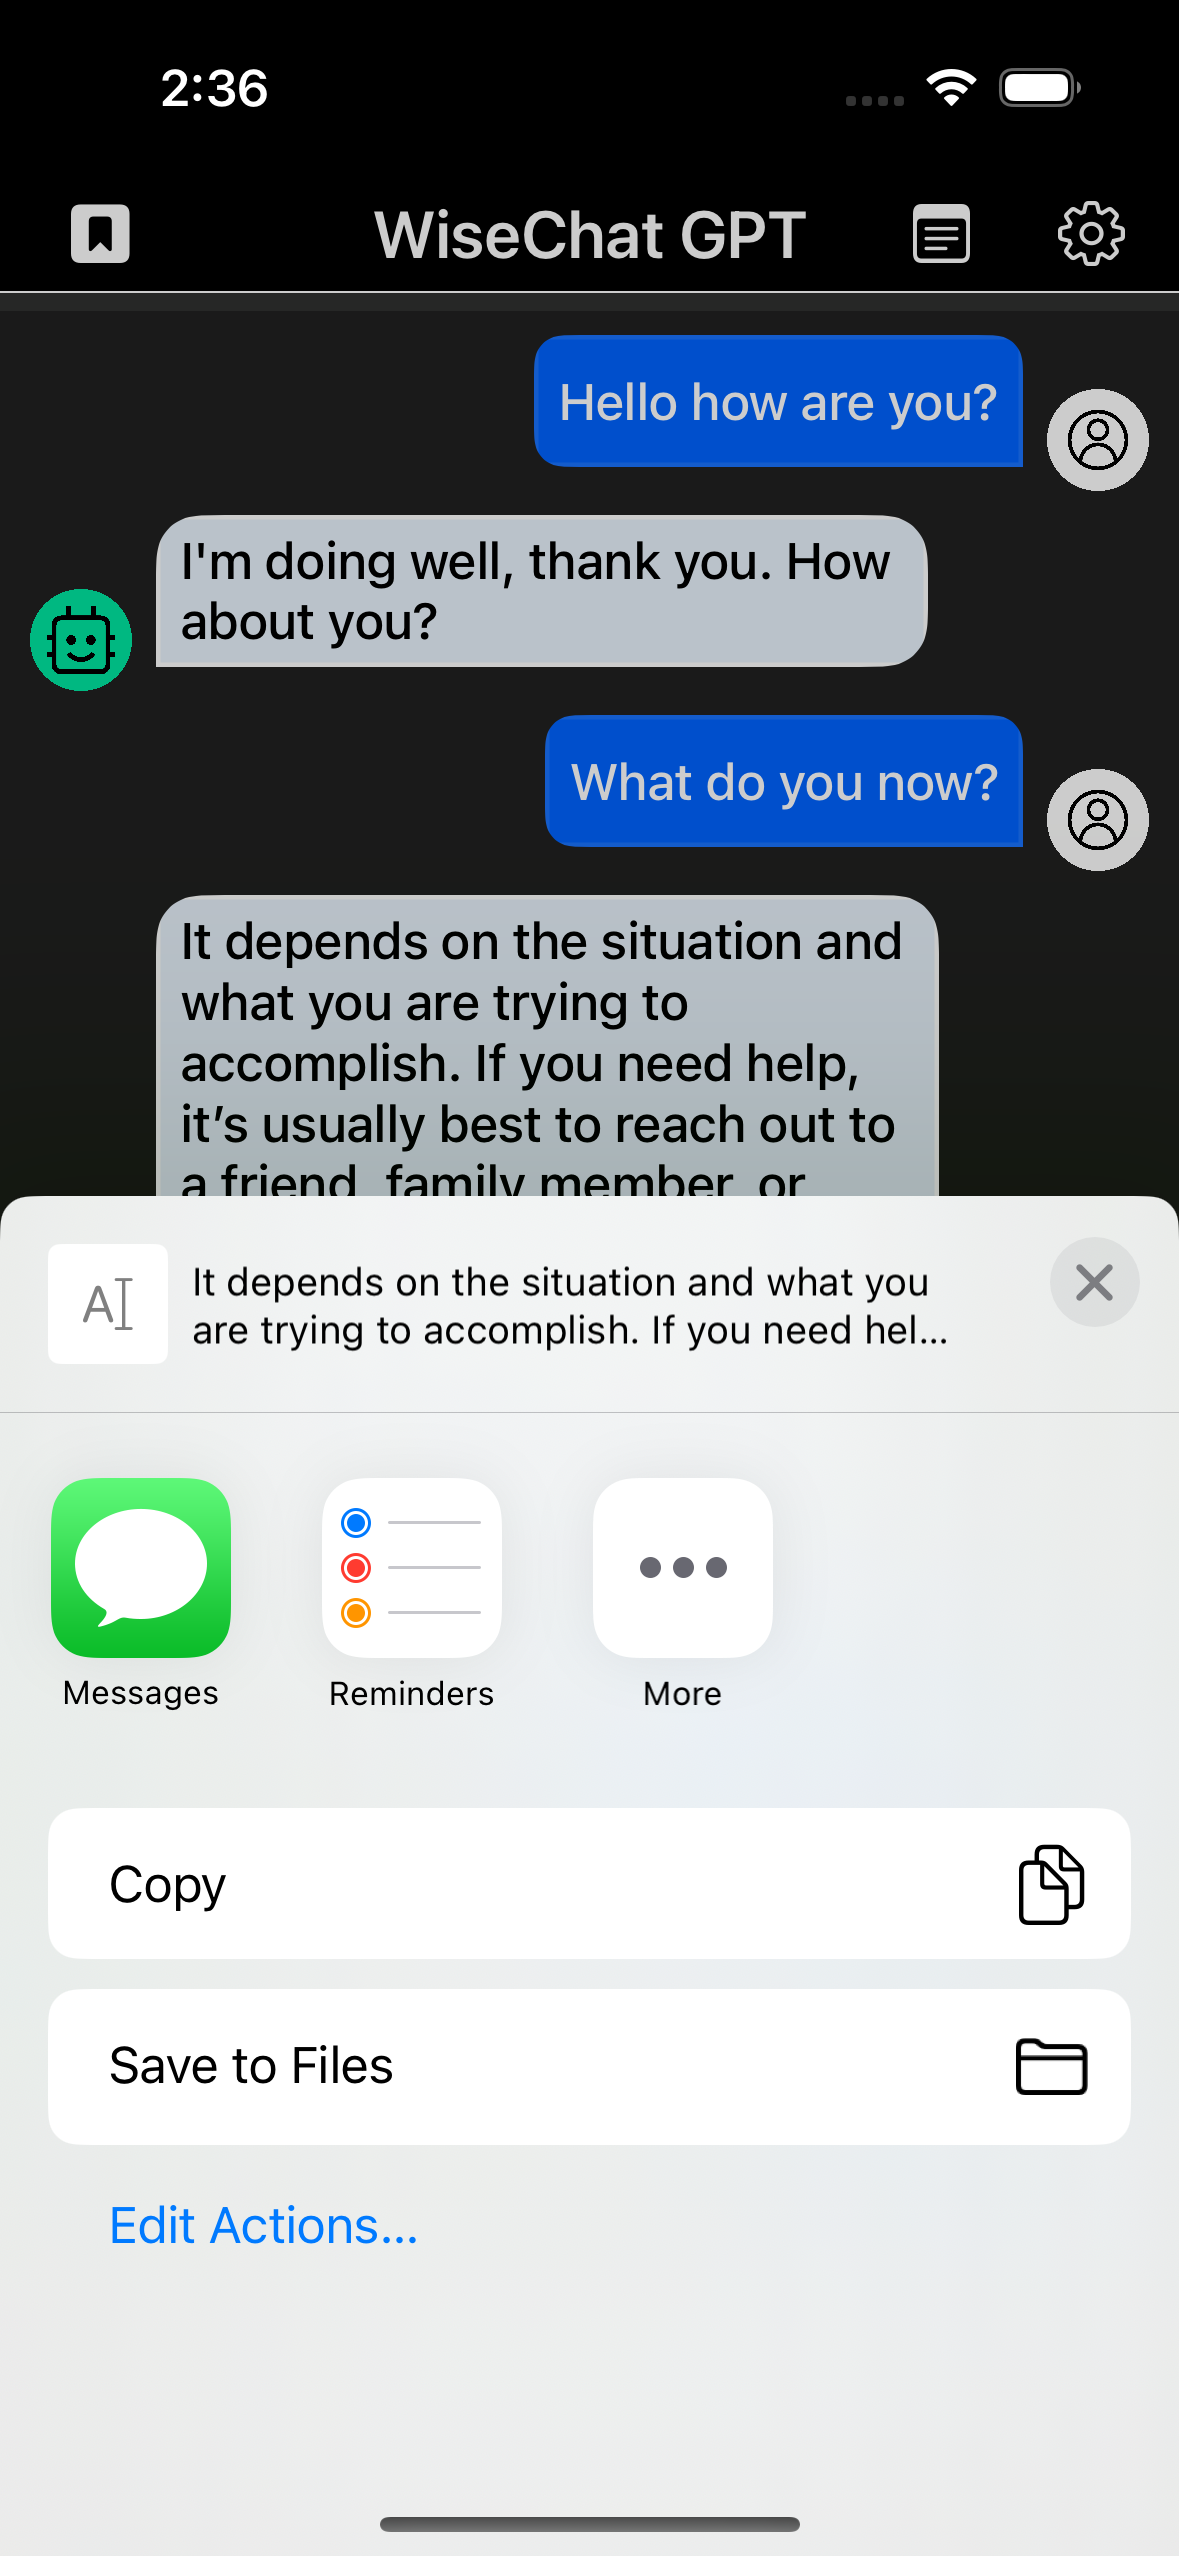 2:36
WiseChat GPT
Hello how are you?
I'm doing well, thank you. How
about you?
What do you now?
It depends on the situation and
what you are trying to
accomplish. If you need help,
it’s usually best to reach out to
a friend, family member, or
It depends on the situation and what you
are trying to accomplish. If you need hel...
Messages
Reminders
More
Copy
Save to Files
Edit Actions...